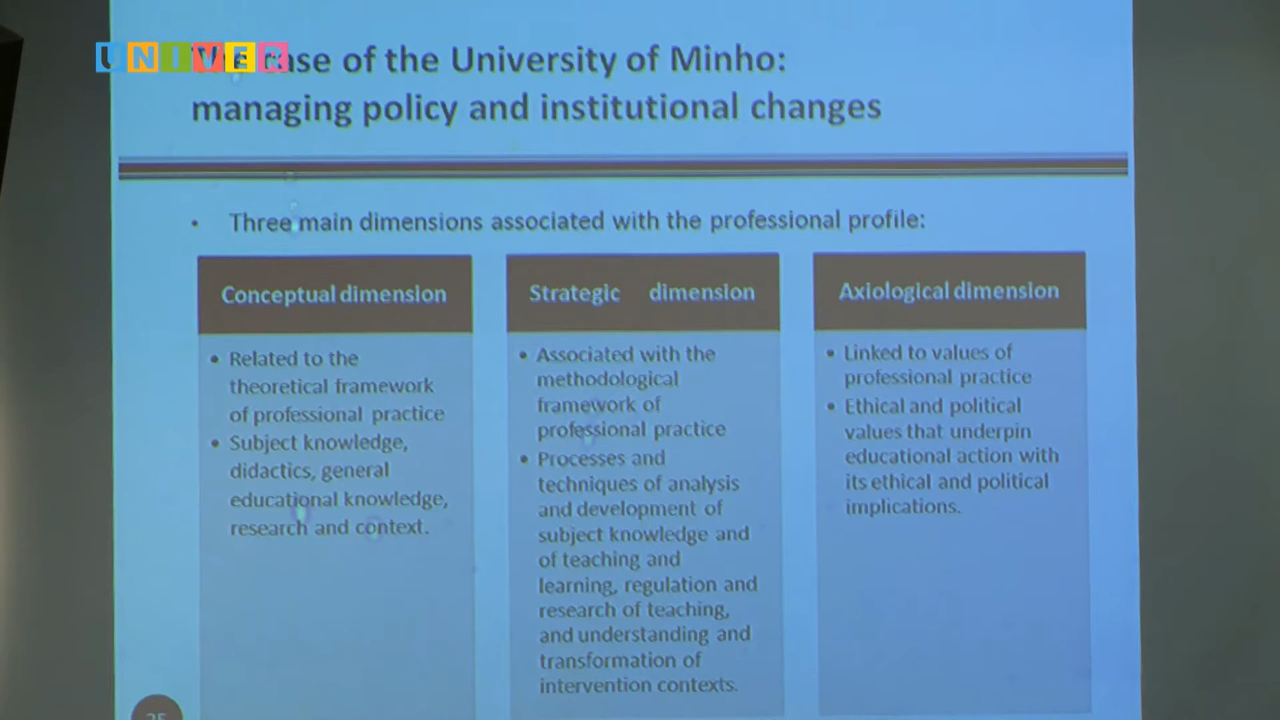 UNIVER
The case of the University of Minho:
managing policy and institutional changes
• Three main dimensions associated with the professional profile:
Conceptual dimension
• Related to the
theoretical framework
of professional practice
• Subject knowledge,
didactics, general
educational knowledge,
research and context.
Strategic dimension
• Associated with the
methodological
framework of
professional practice
• Processes and
techniques of analysis
and development of
subject knowledge and
of teaching and
learning, regulation and
research of teaching,
and understanding and
transformation of
intervention contexts.
Axiological dimension
• Linked to values of
professional practice
• Ethical and political
values that underpin
educational action with
its ethical and political
implications.